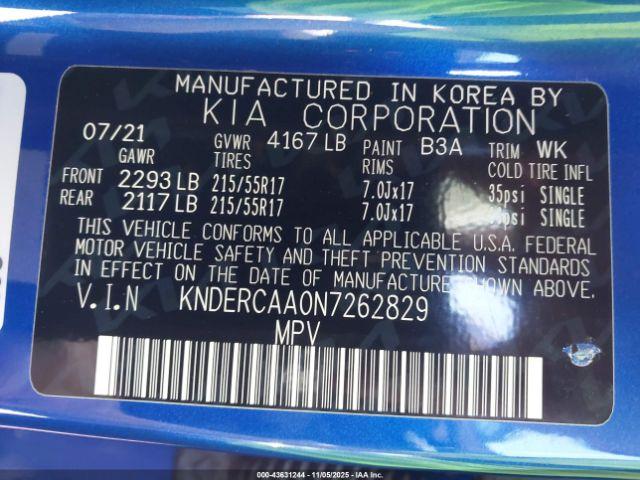 MANUFACTURED IN KOREA BY
KIA CORPORATION
07/21 GVWR 4167 LB PAINT B3A TRIM WK
GAWR TIRES RIMS COLD TIRE INFL
FRONT 2293 LB 215/55R17 7.0Jx17 35psi SINGLE
REAR 2117 LB 215/55R17 7.0Jx17 SINGLE
THIS VEHICLE CONFORMS TO ALL APPLICABLE U.S.A. FEDERAL
MOTOR VEHICLE SAFETY AND THEFT PREVENTION STANDARDS
IN EFFECT ON THE DATE OF MANUFACTURE SHOWN ABOVE.
V.I.N KNDERCAA0N7262829
MPV
000-43631244 | 11/05/2025 - iaai.com